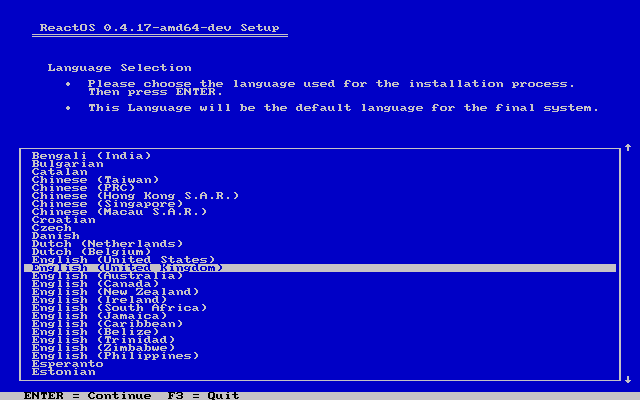 ReactOS 0.4.17-amd64-dev Setup
Language Selection
• Please choose the language used for the installation process.
Then press ENTER.
• This Language will be the default language for the final system.
Bengali (India)
Bulgarian
Catalan
Chinese (Taiwan)
Chinese (PRC)
Chinese (Hong Kong S.A.R.)
Chinese (Singapore)
Chinese (Macau S.A.R.)
Croatian
Czech
Danish
Dutch (Netherlands)
Dutch (Belgium)
English (United States)
English (United Kingdom)
English (Australia)
English (Canada)
English (New Zealand)
English (Ireland)
English (South Africa)
English (Jamaica)
English (Caribbean)
English (Belize)
English (Trinidad)
English (Zimbabwe)
English (Philippines)
Esperanto
Estonian
ENTER = Continue  F3 = Quit